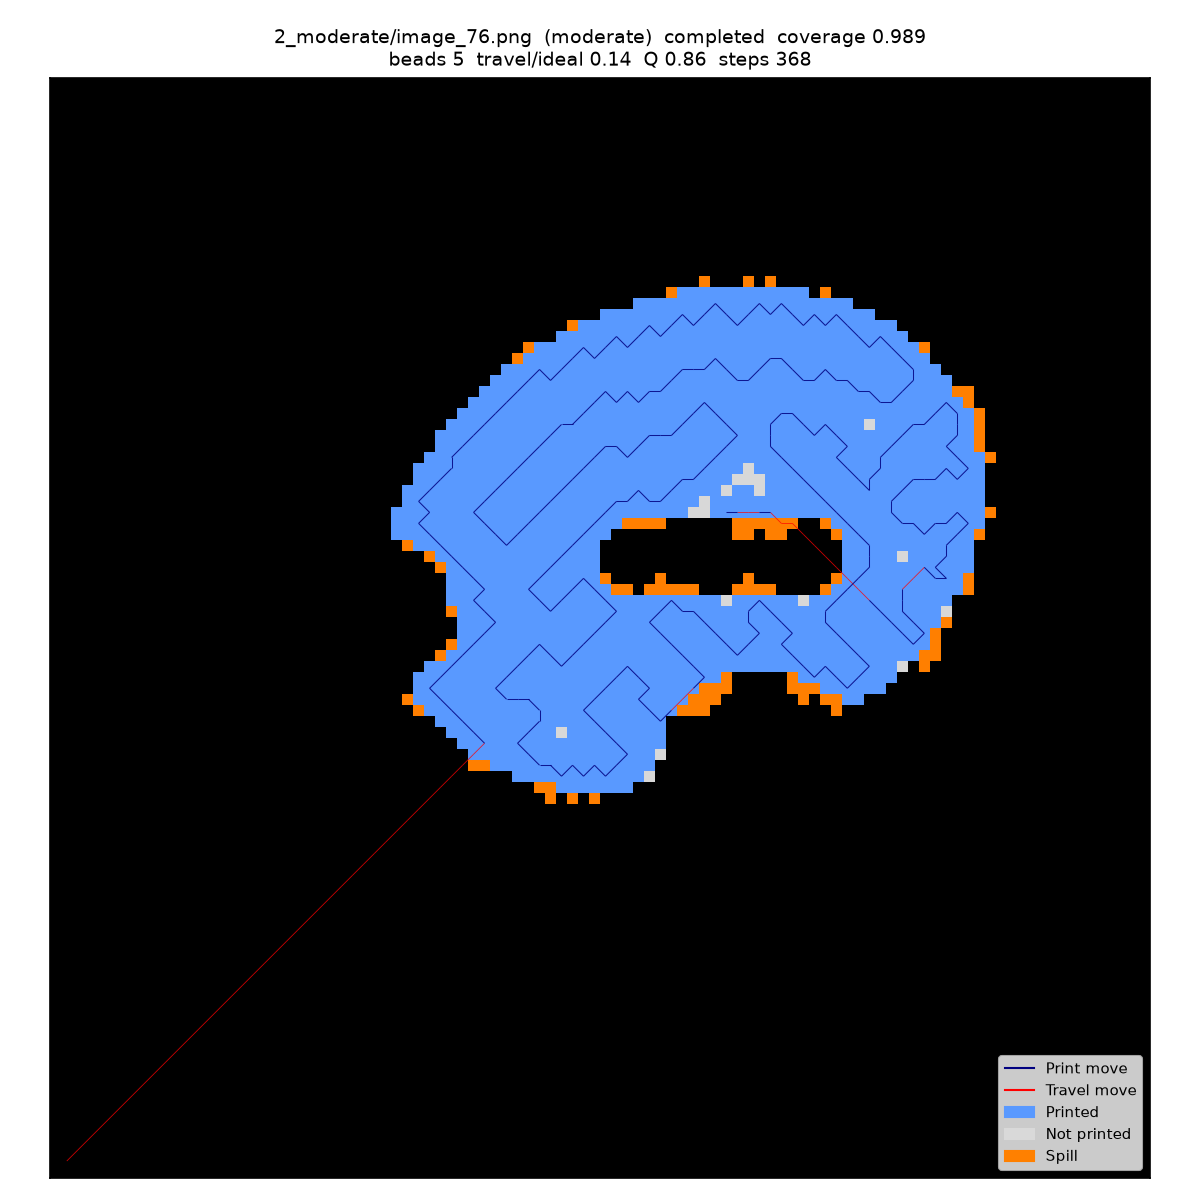 2_moderate/image_76.png  (moderate)  completed  coverage 0.989
beads 5  travel/ideal 0.14  Q 0.86  steps 368
Print move
Travel move
Printed
Not printed
Spill